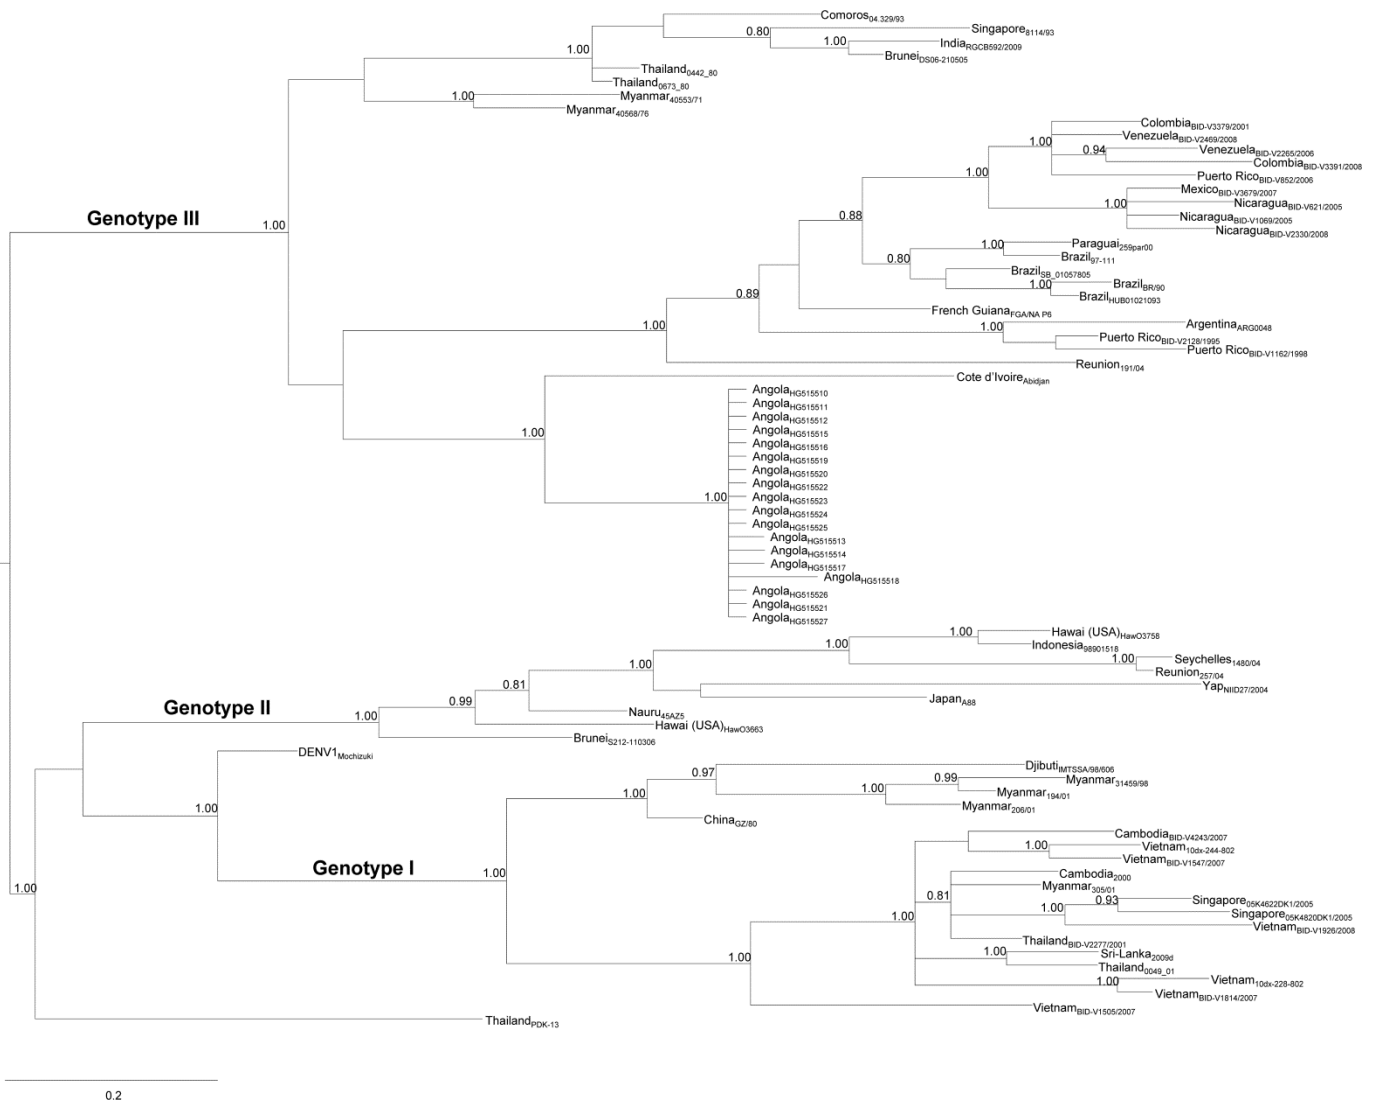 Comoros04.329/93
Singapore8114/93
0.80
1.00
IndiaRGCB592/2009
1.00
BruneiDS06-210505
Thailand0442_80
Thailand0673_80
1.00
Myanmar40553/71
Myanmar40568/76
ColombiaBID-V3379/2001
VenezuelaBID-V2469/2008
1.00
0.94
VenezuelaBID-V2265/2006
ColombiaBID-V3391/2008
1.00
Puerto RicoBID-V852/2006
MexicoBID-V3679/2007
1.00
NicaraguaBID-V621/2005
0.88
NicaraguaBID-V1069/2005
Genotype III
1.00
NicaraguaBID-V2330/2008
1.00
Paraguai259par00
0.80
Brazil97-111
BrazilSB_01057805
1.00
BrazilBR/90
0.89
BrazilHUB01021093
French GuianaFGA/NA P6
1.00
1.00
ArgentinaARG0048
Puerto RicoBID-V2128/1995
Puerto RicoBID-V1162/1998
Reunion191/04
Cote d'IvoireAbidjan
AngolaHG515510
AngolaHG515511
AngolaHG515512
1.00
AngolaHG515515
AngolaHG515516
AngolaHG515519
AngolaHG515520
AngolaHG515522
1.00
AngolaHG515523
AngolaHG515524
AngolaHG515525
AngolaHG515513
AngolaHG515514
AngolaHG515517
AngolaHG515518
AngolaHG515526
AngolaHG515521
AngolaHG515527
1.00
Hawai (USA)HawO3758
1.00
Indonesia98901518
1.00
1.00
Seychelles1480/04
Reunion257/04
0.81
YapNIID27/2004
0.99
JapanA88
Genotype II
1.00
Nauru45AZ5
Hawai (USA)HawO3663
BruneiS212-110306
DENV1Mochizuki
0.97
DjibutiIMTSSA/98/606
0.99
Myanmar31459/98
1.00
1.00
Myanmar194/01
1.00
Myanmar206/01
ChinaGZ/80
CambodiaBID-V4243/2007
1.00
Vietnam10dx-244-802
VietnamBID-V1547/2007
Genotype I
1.00
Cambodia2000
1.00
0.81
Myanmar305/01
0.93
Singapore05K4622DK1/2005
1.00
1.00
Singapore05K4820DK1/2005
VietnamBID-V1926/2008
ThailandBID-V2277/2001
1.00
1.00
Sri-Lanka2009d
Thailand0049_01
1.00
Vietnam10dx-228-802
VietnamBID-V1814/2007
VietnamBID-V1505/2007
ThailandPDK-13
0.2